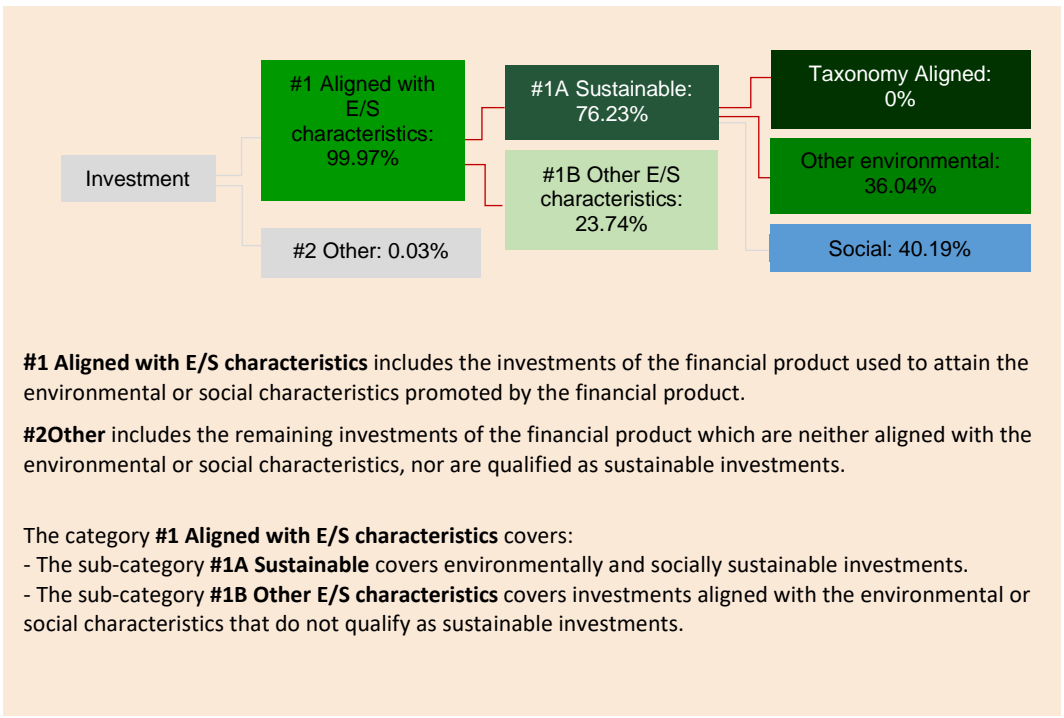 Investment
#1 Aligned with
E/S
characteristics:
99.97%
#2 Other: 0.03%
#1A Sustainable:
76.23%
#1B Other E/S
characteristics:
23.74%
Taxonomy Aligned:
0%
Other environmental:
36.04%
Social: 40.19%
#1 Aligned with E/S characteristics includes the investments of the financial product used to attain the
environmental or social characteristics promoted by the financial product.
#2Other includes the remaining investments of the financial product which are neither aligned with the
environmental or social characteristics, nor are qualified as sustainable investments.
The category #1 Aligned with E/S characteristics covers:
- The sub-category #1A Sustainable covers environmentally and socially sustainable investments.
- The sub-category #1B Other E/S characteristics covers investments aligned with the environmental or
social characteristics that do not qualify as sustainable investments.